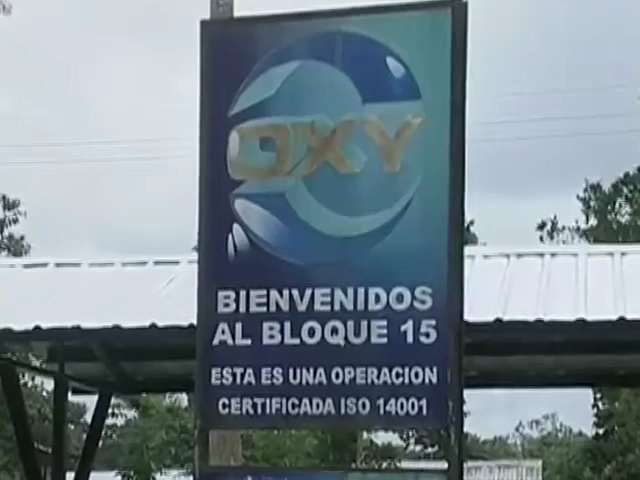 OXY
BIENVENIDOS
AL BLOQUE 15
ESTA ES UNA OPERACION
CERTIFICADA ISO 14001